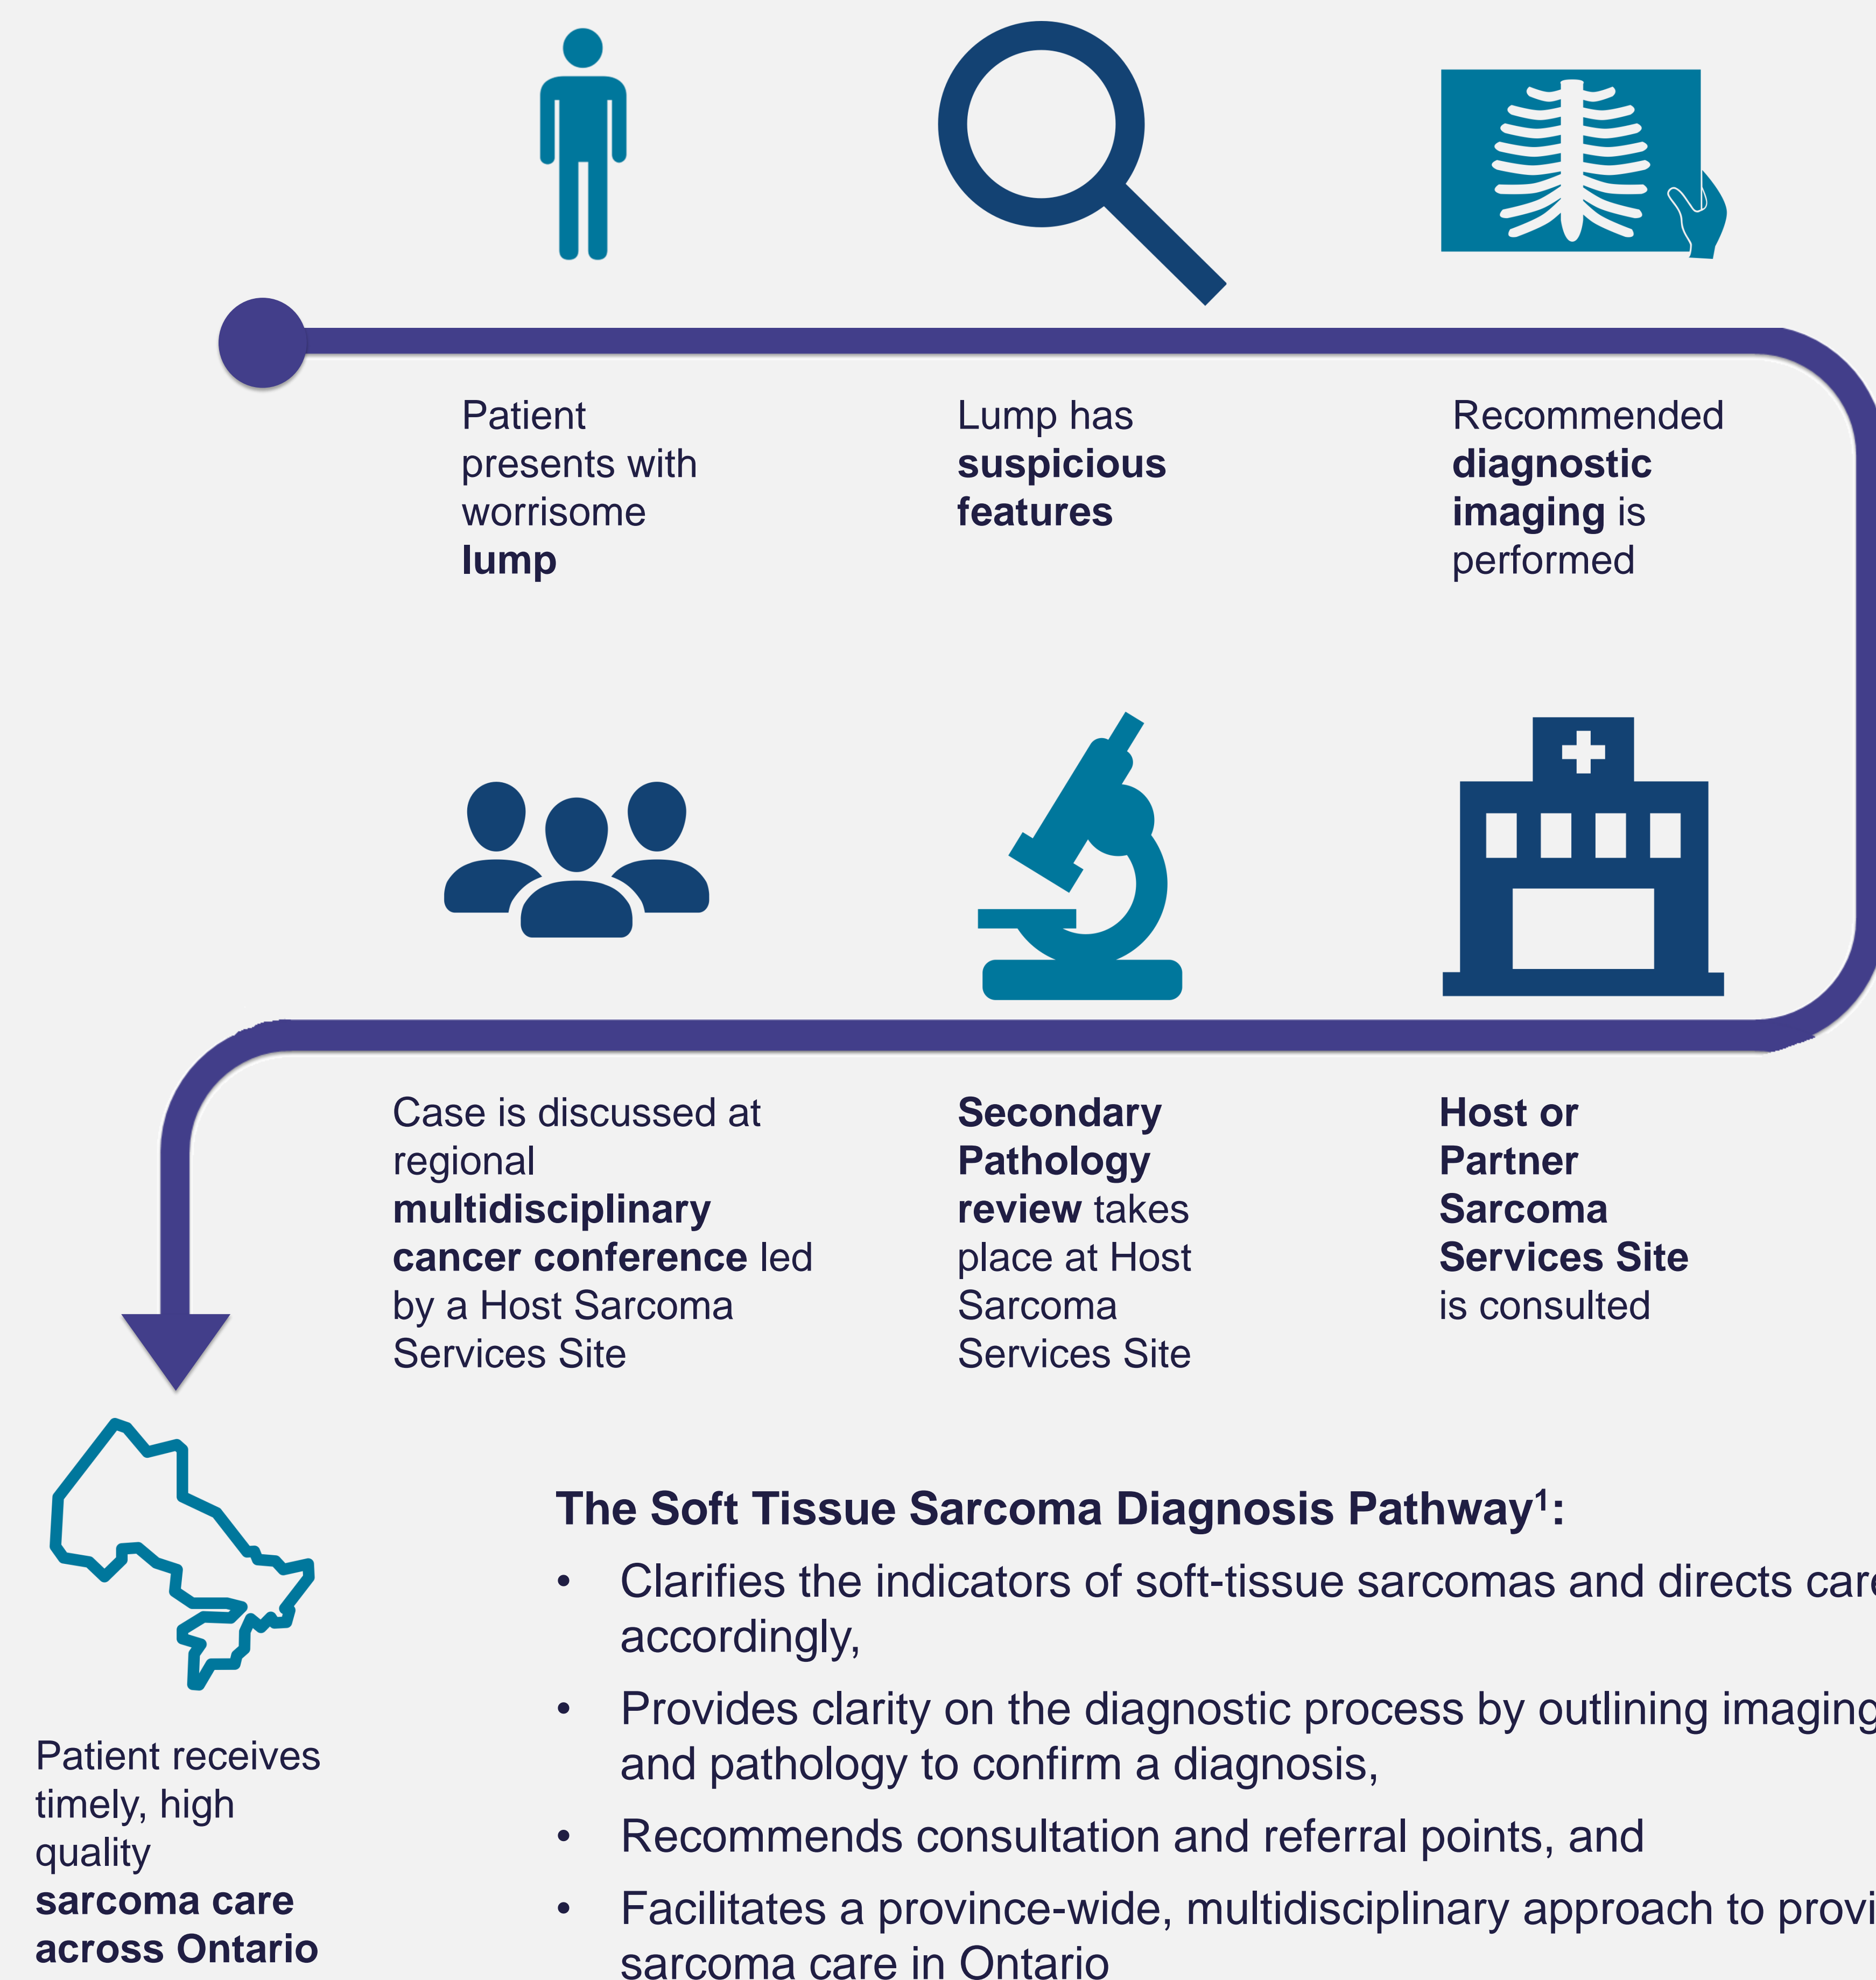 Patient
presents with
worrisome
lump
Lump has
suspicious
features
Recommended
diagnostic
imaging is
performed
Host or
Partner
Sarcoma
Services Site
is consulted
Secondary
Pathology
review takes
place at Host
Sarcoma
Services Site
Case is discussed at
regional
multidisciplinary
cancer conference led
by a Host Sarcoma
Services Site
Patient receives
timely, high
quality
sarcoma care
across Ontario
The Soft Tissue Sarcoma Diagnosis Pathway¹:
• Clarifies the indicators of soft-tissue sarcomas and directs care
accordingly,
• Provides clarity on the diagnostic process by outlining imaging
and pathology to confirm a diagnosis,
• Recommends consultation and referral points, and
• Facilitates a province-wide, multidisciplinary approach to
sarcoma care in Ontario